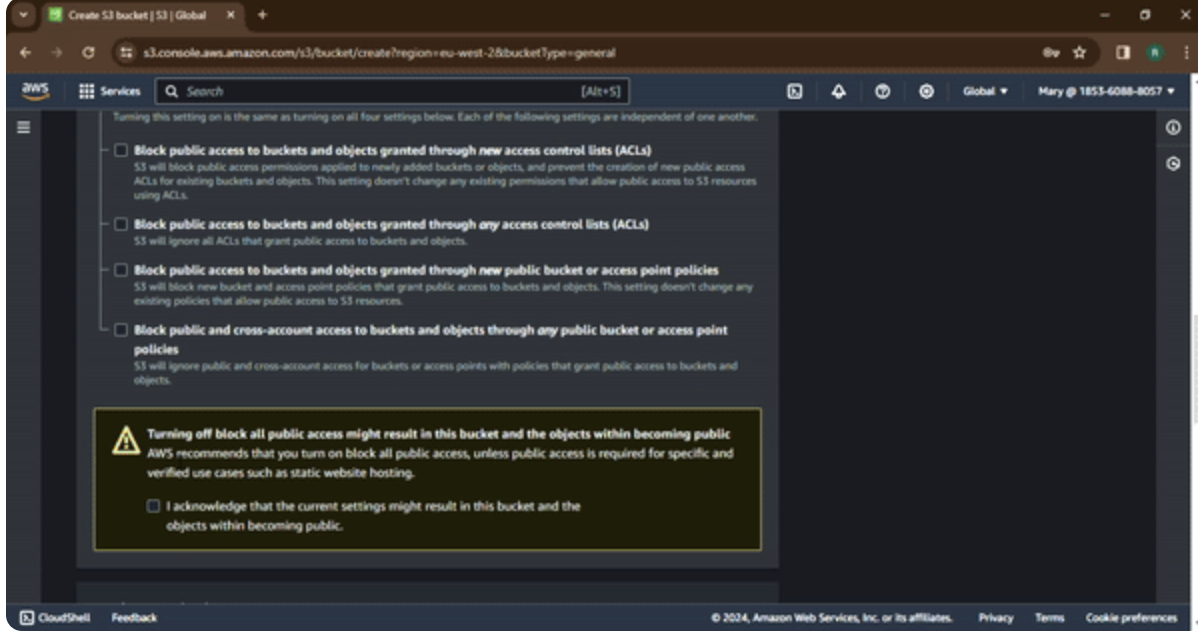 Create S3 bucket | S3 | Global
s3.console.aws.amazon.com/s3/bucket/create?region=eu-west-2&bucketType=general
aws Services Search [Alt+S] Global Mary @ 1853-6088-8057
Turning this setting on is the same as turning on all four settings below. Each of the following settings are independent of one another.
Block public access to buckets and objects granted through new access control lists (ACLs)
S3 will block public access permissions applied to newly added buckets or objects, and prevent the creation of new public access
ACLs for existing buckets and objects. This setting doesn't change any existing permissions that allow public access to S3 resources
using ACLs.
Block public access to buckets and objects granted through any access control lists (ACLs)
S3 will ignore all ACLs that grant public access to buckets and objects.
Block public access to buckets and objects granted through new public bucket or access point policies
S3 will block new bucket and access point policies that grant public access to buckets and objects. This setting doesn't change any
existing policies that allow public access to S3 resources.
Block public and cross-account access to buckets and objects through any public bucket or access point
policies
S3 will ignore public and cross-account access for buckets or access points with policies that grant public access to buckets and
objects.
Turning off block all public access might result in this bucket and the objects within becoming public
AWS recommends that you turn on block all public access, unless public access is required for specific and
verified use cases such as static website hosting.
I acknowledge that the current settings might result in this bucket and the
objects within becoming public.
CloudShell Feedback © 2024, Amazon Web Services, Inc. or its affiliates. Privacy Terms Cookie preferences